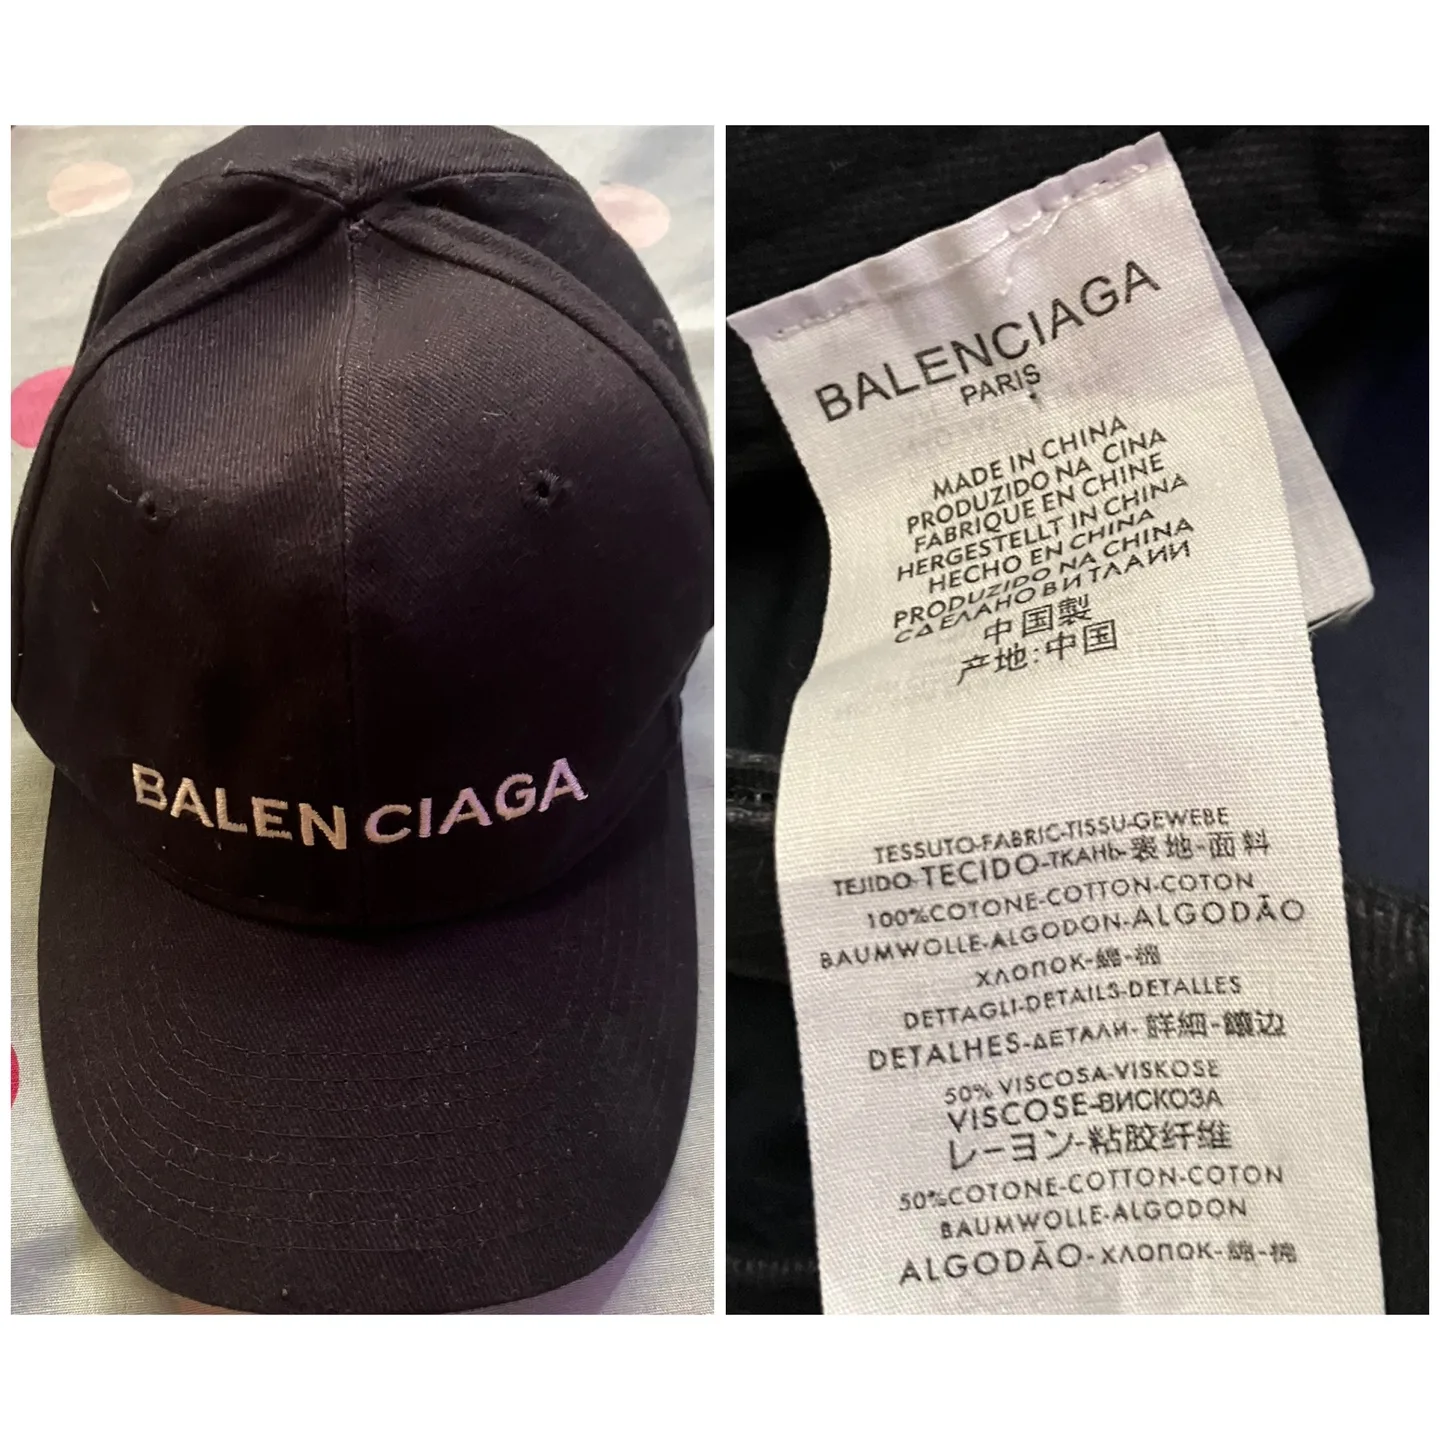 BALENCIAGA
BALENCIAGA
PARIS
MADE IN CHINA
PRODUZIDO NA CINA
FABRIQUE EN CHINE
HERGESTELLT IN CHINA
HECHO EN CHINA
PRODUZIDO NA CHINA
СДЕЛАНО В ИТЛАИИ
中国製
产地:中国
TESSUTO-FABRIC-TISSU-GEWEBE
TEJIDO-TECIDO-ТКАНЬ-表地-面料
100%COTONE-COTTON-COTON
BAUMWOLLE-ALGODON-ALGODÃO
ХЛОПОК-綿-棉
DETTAGLI-DETAILS-DETALLES
DETALHES-ДЕТАЛИ-詳細-镶边
50% VISCOSA-VISKOSE
VISCOSE-ВИСКОЗА
レーヨン-粘胶纤维
50%COTONE-COTTON-COTON
BAUMWOLLE-ALGODON
ALGODÃO-ХЛОПОК-綿-棉